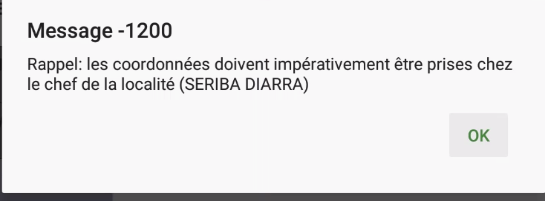 Message -1200
Rappel: les coordonnées doivent impérativement être prises chez
le chef de la localité (SERIBA DIARRA)
OK